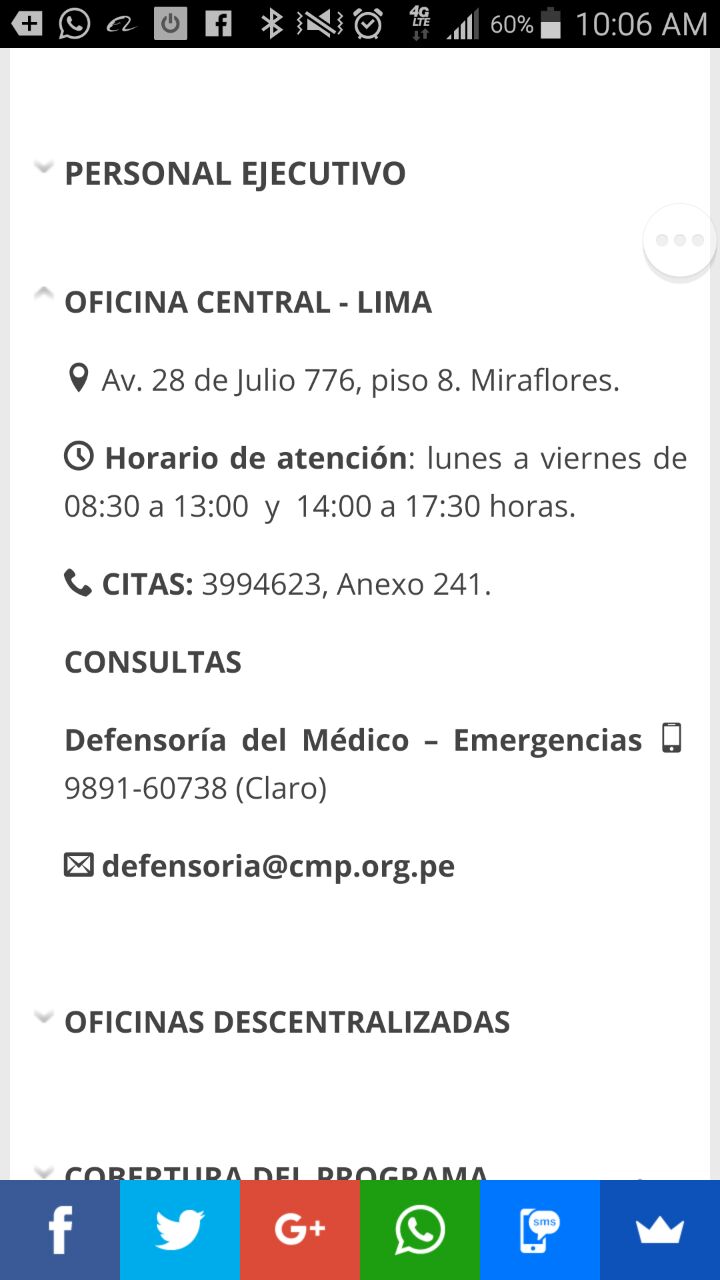 4G LTE 60% 10:06 AM
PERSONAL EJECUTIVO
OFICINA CENTRAL - LIMA
Av. 28 de Julio 776, piso 8. Miraflores.
Horario de atención: lunes a viernes de
08:30 a 13:00 y 14:00 a 17:30 horas.
CITAS: 3994623, Anexo 241.
CONSULTAS
Defensoría del Médico – Emergencias
9891-60738 (Claro)
defensoria@cmp.org.pe
OFICINAS DESCENTRALIZADAS
COBERTURA DEL PROGRAMA
f G+ sms